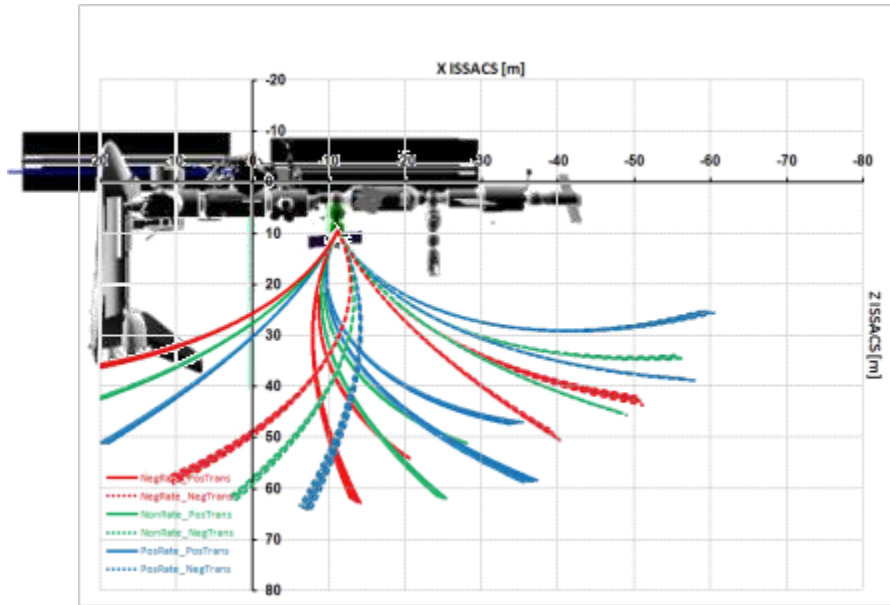 X ISSACS [m]
-20
-10
20 -10 0 -10 -20 -30 -40 -50 -60 -70 -80
0
10
20
30
40
50
60
70
80
Z ISSACS [m]
NegRate_PosTrans
NegRate_NegTrans
NonRate_PosTrans
NonRate_NegTrans
PosRate_PosTrans
PosRate_NegTrans